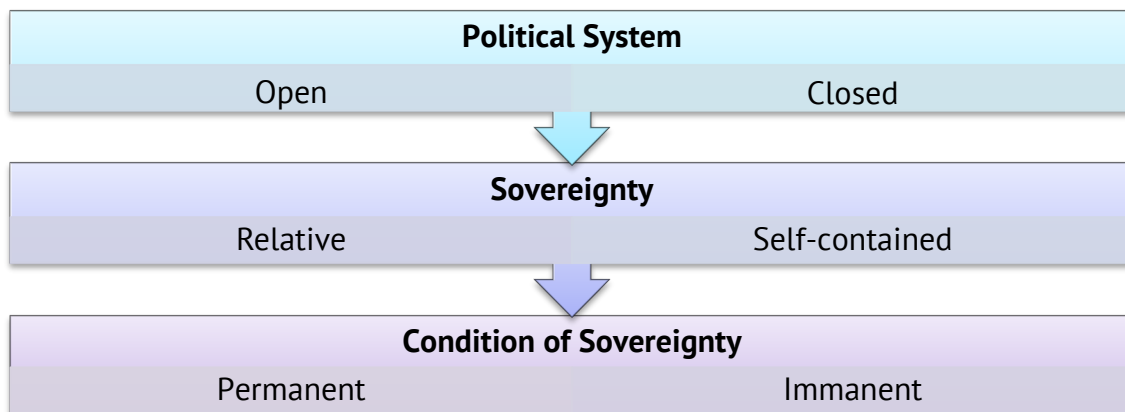 Political System
Open Closed
Sovereignty
Relative Self-contained
Condition of Sovereignty
Permanent Immanent